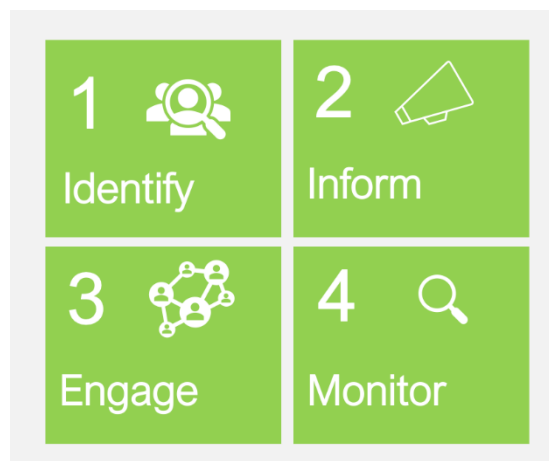 1
Identify
2
Inform
3
Engage
4
Monitor